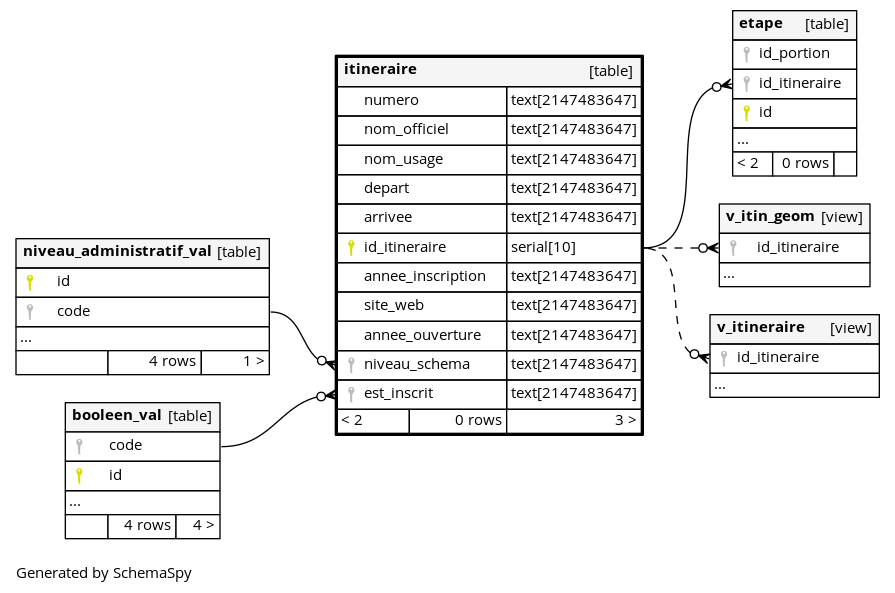 etape [table]
id_portion
id_itineraire
id
...
< 2 0 rows
itineraire [table]
numero text[2147483647]
nom_officiel text[2147483647]
nom_usage text[2147483647]
depart text[2147483647]
arrivee text[2147483647]
id_itineraire serial[10]
annee_inscription text[2147483647]
site_web text[2147483647]
annee_ouverture text[2147483647]
niveau_schema text[2147483647]
est_inscrit text[2147483647]
< 2 0 rows 3 >
v_itin_geom [view]
id_itineraire
...
niveau_administratif_val [table]
id
code
...
4 rows 1 >
v_itineraire [view]
id_itineraire
...
booleen_val [table]
code
id
...
4 rows 4 >
Generated by SchemaSpy